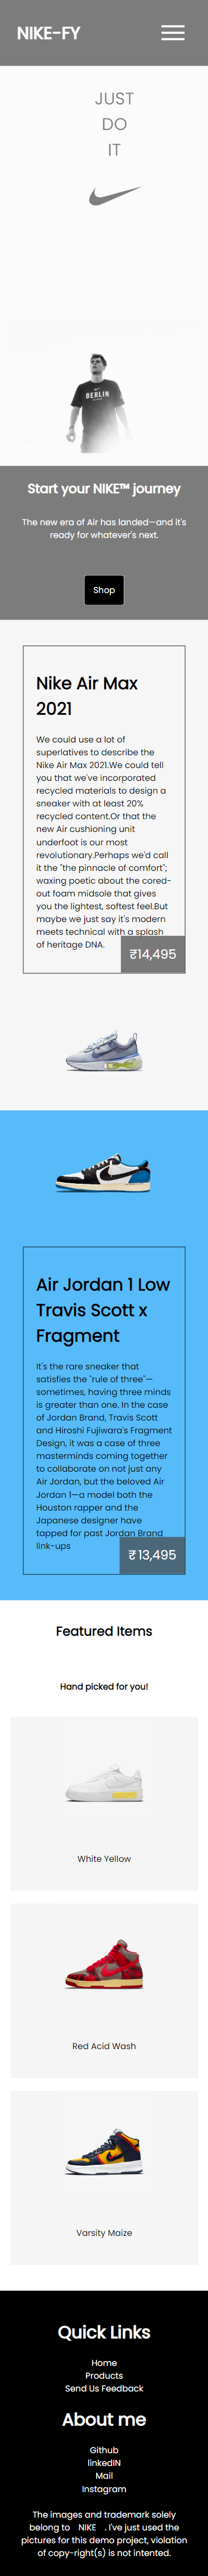 NIKE-FY
JUST
DO
IT
BERLIN
Start your NIKE™ journey
The new era of Air has landed—and it's
ready for whatever's next.
Shop
Nike Air Max
2021
We could use a lot of
superlatives to describe the
Nike Air Max 2021.We could tell
you that we've incorporated
recycled materials to design a
sneaker with at least 20%
recycled content.Or that the
new Air cushioning unit
underfoot is our most
revolutionary.Perhaps we'd call
it the "the pinnacle of comfort";
waxing poetic about the cored-
out foam midsole that gives
you the lightest, softest feel.But
maybe we just say it's modern
meets technical with a splash
of heritage DNA.
₹14,495
Air Jordan 1 Low
Travis Scott x
Fragment
It's the rare sneaker that
satisfies the "rule of three"—
sometimes, having three minds
is greater than one. In the case
of Jordan Brand, Travis Scott
and Hiroshi Fujiwara's Fragment
Design, it was a case of three
masterminds coming together
to collaborate on not just any
Air Jordan, but the beloved Air
Jordan 1—a model both the
Houston rapper and the
Japanese designer have
tapped for past Jordan Brand
link-ups
₹ 13,495
Featured Items
Hand picked for you!
White Yellow
Red Acid Wash
Varsity Maize
Quick Links
Home
Products
Send Us Feedback
About me
Github
linkedIN
Mail
Instagram
The images and trademark solely
belong to NIKE . I've just used the
pictures for this demo project, violation
of copy-right(s) is not intented.